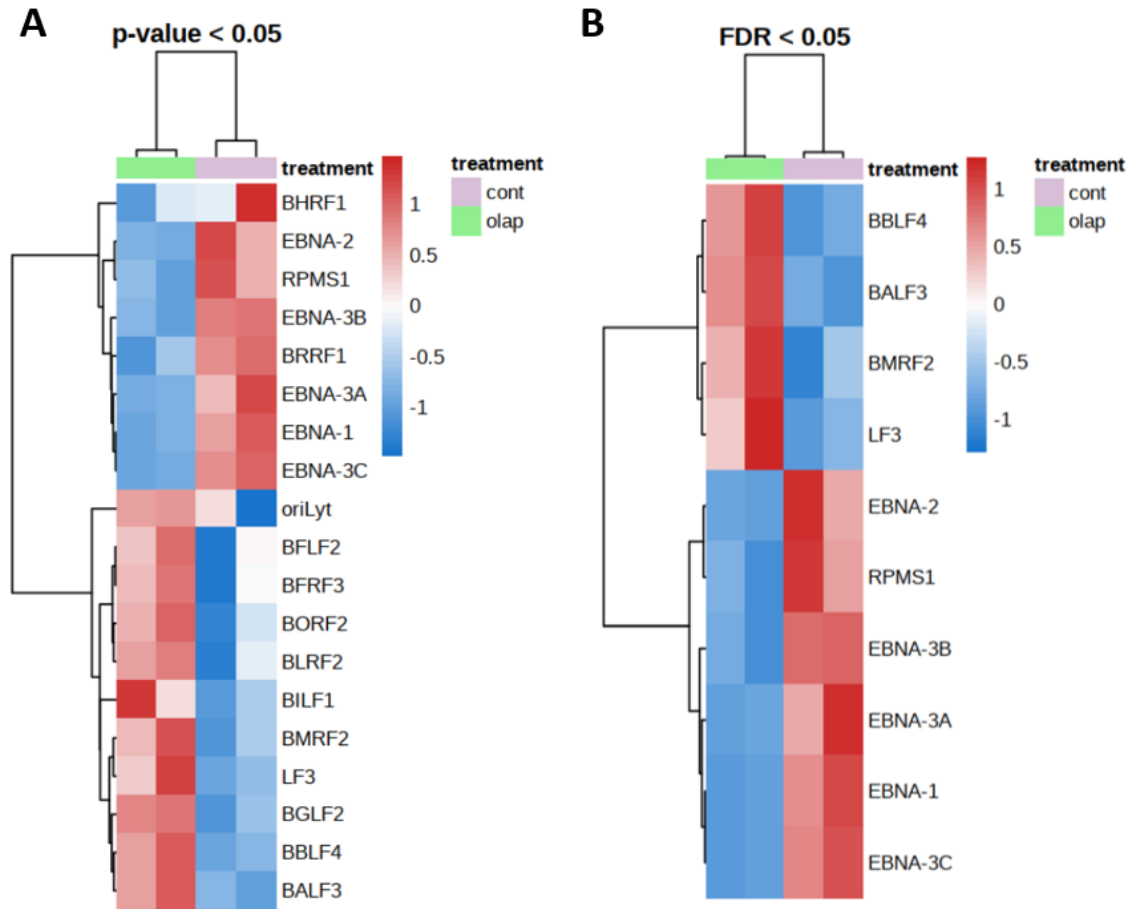 A
p-value < 0.05
treatment
BHRF1
EBNA-2
RPMS1
EBNA-3B
BRRF1
EBNA-3A
EBNA-1
EBNA-3C
oriLyt
BFLF2
BFRF3
BORF2
BLRF2
BILF1
BMRF2
LF3
BGLF2
BBLF4
BALF3
1
0.5
0
-0.5
-1
treatment
cont
olap
B
FDR < 0.05
treatment
BBLF4
BALF3
BMRF2
LF3
EBNA-2
RPMS1
EBNA-3B
EBNA-3A
EBNA-1
EBNA-3C
1
0.5
0
-0.5
-1
treatment
cont
olap